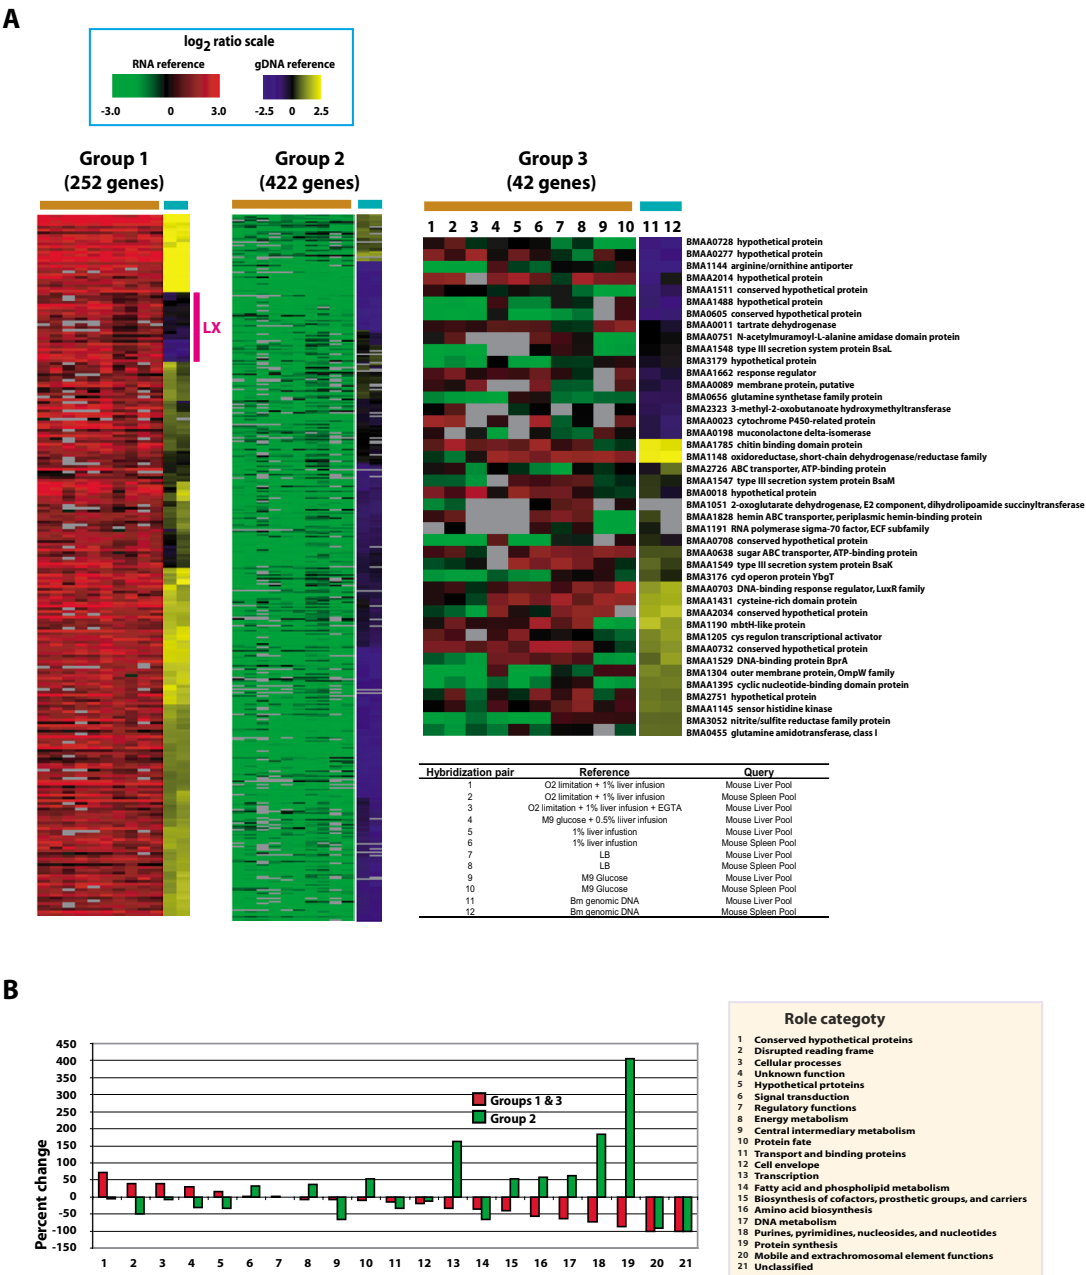 A
log2 ratio scale
RNA reference
gDNA reference
-3.0 0 3.0
-2.5 0 2.5
Group 1
(252 genes)
Group 2
(422 genes)
Group 3
(42 genes)
LX
1 2 3 4 5 6 7 8 9 10 11 12
BMAA0728 hypothetical protein
BMAA0277 hypothetical protein
BMA1144 arginine/ornithine antiporter
BMAA2014 hypothetical protein
BMAA1511 conserved hypothetical protein
BMAA1488 hypothetical protein
BMA0605 conserved hypothetical protein
BMAA0011 tartrate dehydrogenase
BMAA0751 N-acetylmuramoyl-L-alanine amidase domain protein
BMAA1548 type III secretion system protein BsaL
BMA3179 hypothetical protein
BMAA1662 response regulator
BMAA0089 membrane protein, putative
BMA0656 glutamine synthetase family protein
BMA2323 3-methyl-2-oxobutanoate hydroxymethyltransferase
BMAA0023 cytochrome P450-related protein
BMAA0198 muconolactone delta-isomerase
BMAA1785 chitin binding domain protein
BMA1148 oxidoreductase, short-chain dehydrogenase/reductase family
BMA2726 ABC transporter, ATP-binding protein
BMAA1547 type III secretion system protein BsaM
BMA0018 hypothetical protein
BMA1051 2-oxoglutarate dehydrogenase, E2 component, dihydrolipoamide succinyltransferase
BMAA1828 hemin ABC transporter, periplasmic hemin-binding protein
BMA1191 RNA polymerase sigma-70 factor, ECF subfamily
BMAA0708 conserved hypothetical protein
BMAA0638 sugar ABC transporter, ATP-binding protein
BMAA1549 type III secretion system protein BsaK
BMA3176 cyd operon protein YbgT
BMAA0703 DNA-binding response regulator, LuxR family
BMAA1431 cysteine-rich domain protein
BMAA2034 conserved hypothetical protein
BMA1190 mbtH-like protein
BMA1205 cys regulon transcriptional activator
BMAA0732 conserved hypothetical protein
BMAA1529 DNA-binding protein BprA
BMA1304 outer membrane protein, OmpW family
BMAA1395 cyclic nucleotide-binding domain protein
BMA2751 hypothetical protein
BMAA1145 sensor histidine kinase
BMA3052 nitrite/sulfite reductase family protein
BMA0455 glutamine amidotransferase, class I
Hybridization pair Reference Query
1 O2 limitation + 1% liver infusion Mouse Liver Pool
2 O2 limitation + 1% liver infusion Mouse Spleen Pool
3 O2 limitation + 1% liver infusion + EGTA Mouse Liver Pool
4 M9 glucose + 0.5% liiver infusion Mouse Liver Pool
5 1% liver infustion Mouse Liver Pool
6 1% liver infustion Mouse Spleen Pool
7 LB Mouse Liver Pool
8 LB Mouse Spleen Pool
9 M9 Glucose Mouse Liver Pool
10 M9 Glucose Mouse Spleen Pool
11 Bm genomic DNA Mouse Liver Pool
12 Bm genomic DNA Mouse Spleen Pool
B
Percent change
450
400
350
300
250
200
150
100
50
0
-50
-100
-150
Groups 1 & 3
Group 2
1 2 3 4 5 6 7 8 9 10 11 12 13 14 15 16 17 18 19 20 21
Role categoty
1 Conserved hypothetical proteins
2 Disrupted reading frame
3 Cellular processes
4 Unknown function
5 Hypothetical prtoteins
6 Signal transduction
7 Regulatory functions
8 Energy metabolism
9 Central intermediary metabolism
10 Protein fate
11 Transport and binding proteins
12 Cell envelope
13 Transcription
14 Fatty acid and phospholipid metabolism
15 Biosynthesis of cofactors, prosthetic groups, and carriers
16 Amino acid biosynthesis
17 DNA metabolism
18 Purines, pyrimidines, nucleosides, and nucleotides
19 Protein synthesis
20 Mobile and extrachromosomal element functions
21 Unclassified